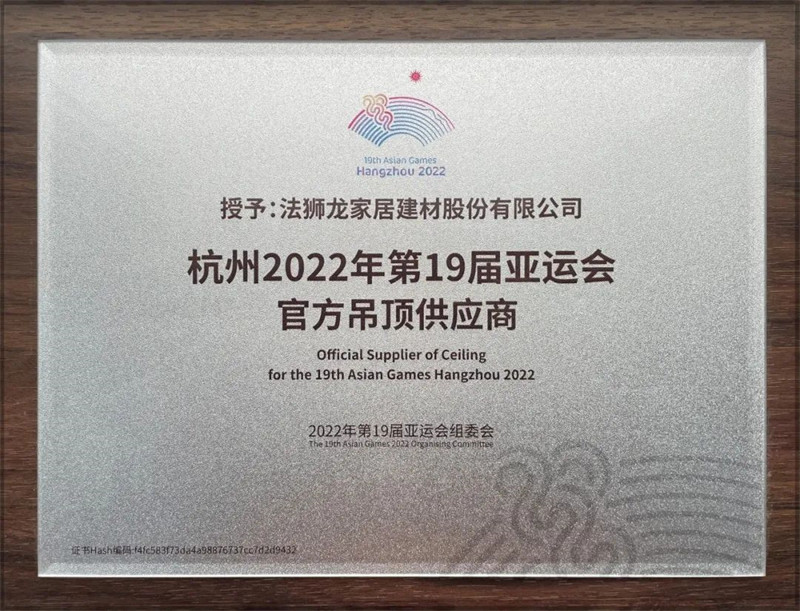 19th Asian Games
Hangzhou 2022
授予：法狮龙家居建材股份有限公司
杭州2022年第19届亚运会
官方吊顶供应商
Official Supplier of Ceiling
for the 19th Asian Games Hangzhou 2022
2022年第19届亚运会组委会
The 19th Asian Games 2022 Organising Committee
证书Hash编码:f4fc583f73da4a98876737cc7d2d9432